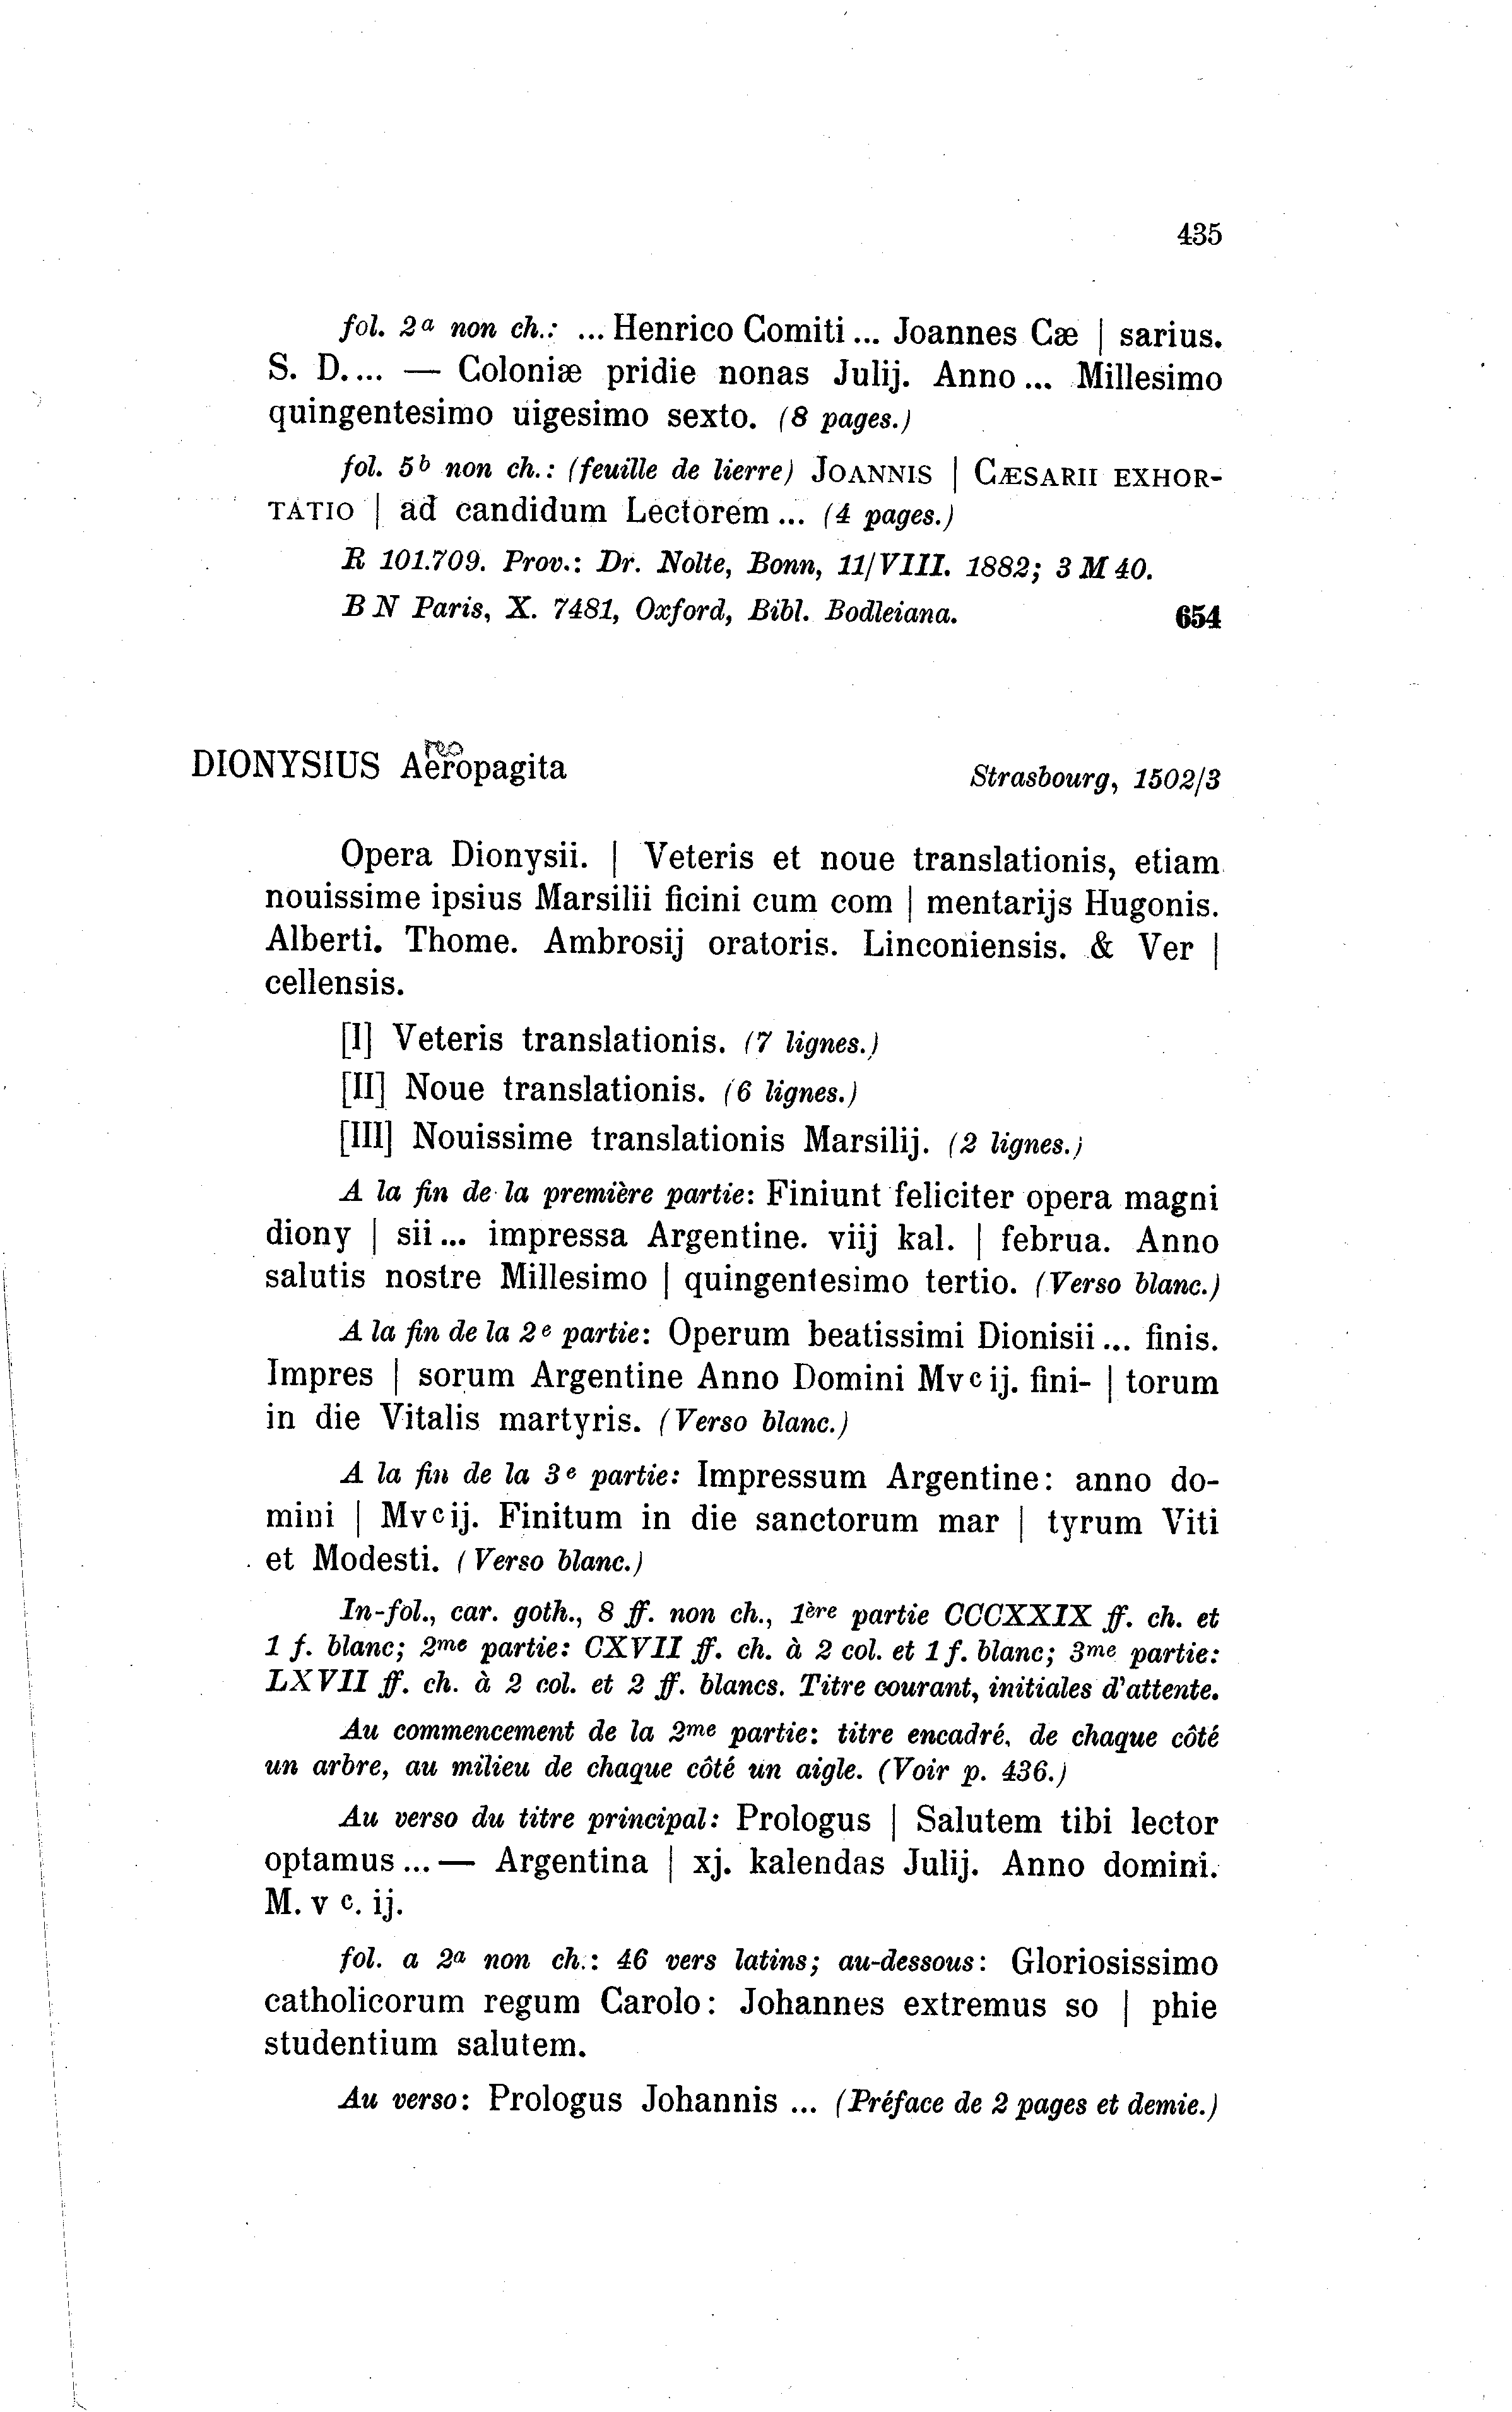 435
fol. 2a non ch.: ... Henrico Comiti ... Joannes Cæ | sarius.
S. D. ... — Coloniæ pridie nonas Julij. Anno ... Millesimo
quingentesimo uigesimo sexto. (8 pages.)
fol. 5b non ch.: (feuille de lierre) JOANNIS | CÆSARII EXHOR-
TATIO | ad candidum Lectorem ... (4 pages.)
R 101.709. Prov.: Dr. Nolte, Bonn, 11/VIII. 1882; 3 M 40.
B N Paris, X. 7481, Oxford, Bibl. Bodleiana. 654
reo
DIONYSIUS Aeropagita Strasbourg, 1502/3
Opera Dionysii. | Veteris et noue translationis, etiam
nouissime ipsius Marsilii ficini cum com | mentarijs Hugonis.
Alberti. Thome. Ambrosij oratoris. Linconiensis. & Ver |
cellensis.
[I] Veteris translationis. (7 lignes.)
[II] Noue translationis. (6 lignes.)
[III] Nouissime translationis Marsilij. (2 lignes.)
A la fin de la première partie: Finiunt feliciter opera magni
diony | sii ... impressa Argentine. viij kal. | februa. Anno
salutis nostre Millesimo | quingentesimo tertio. (Verso blanc.)
A la fin de la 2e partie: Operum beatissimi Dionisii ... finis.
Impres | sorum Argentine Anno Domini Mvcij. fini- | torum
in die Vitalis martyris. (Verso blanc.)
A la fin de la 3e partie: Impressum Argentine: anno do-
mini | Mvcij. Finitum in die sanctorum mar | tyrum Viti
et Modesti. (Verso blanc.)
In-fol., car. goth., 8 ff. non ch., 1ère partie CCCXXIX ff. ch. et
1 f. blanc; 2me partie: CXVII ff. ch. à 2 col. et 1 f. blanc; 3me partie:
LXVII ff. ch. à 2 col. et 2 ff. blancs. Titre courant, initiales d'attente.
Au commencement de la 2me partie: titre encadré, de chaque côté
un arbre, au milieu de chaque côté un aigle. (Voir p. 436.)
Au verso du titre principal: Prologus | Salutem tibi lector
optamus ... — Argentina | xj. kalendas Julij. Anno domini.
M. v c. ij.
fol. a 2a non ch.: 46 vers latins; au-dessous: Gloriosissimo
catholicorum regum Carolo: Johannes extremus so | phie
studentium salutem.
Au verso: Prologus Johannis ... (Préface de 2 pages et demie.)